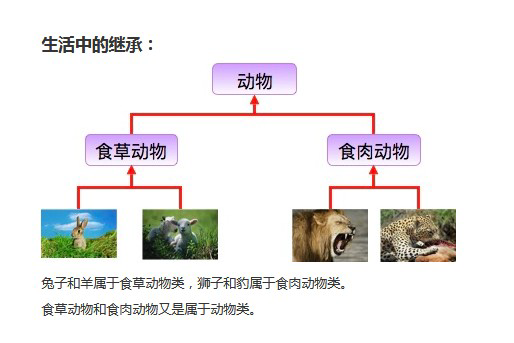 生活中的继承：
动物
食草动物
食肉动物
兔子和羊属于食草动物类，狮子和豹属于食肉动物类。
食草动物和食肉动物又是属于动物类。